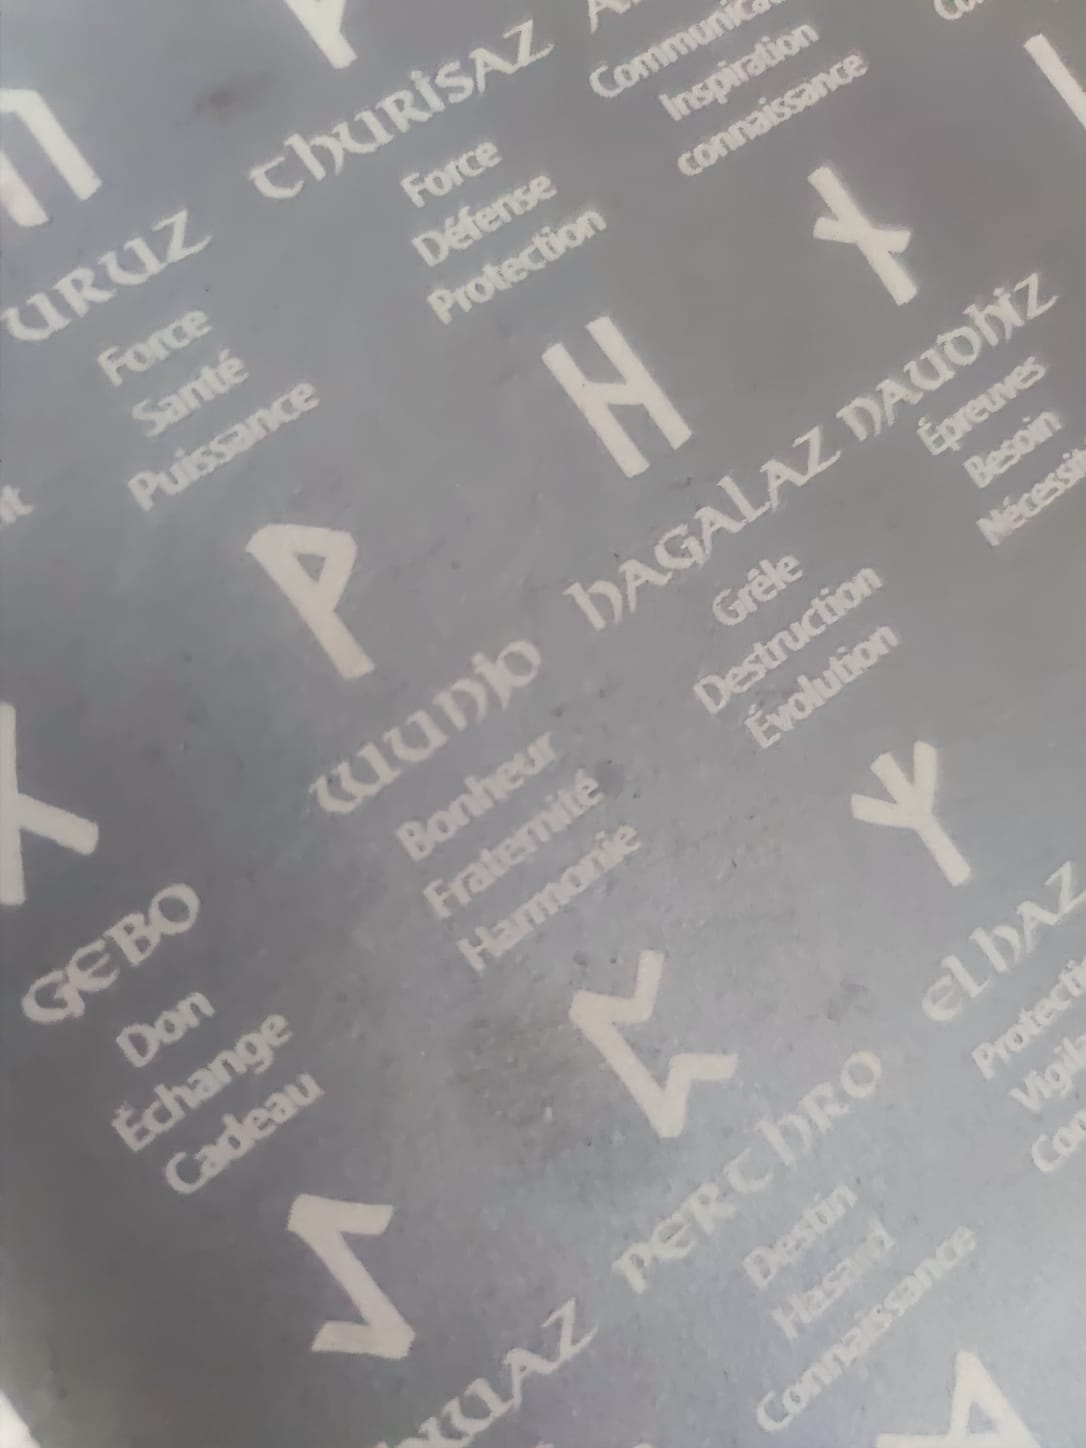 ᚦ
THURISAZ
Force
Défense
Protection
Inspiration
connaissance
ᚢ
URUZ
Force
Santé
Puissance
ᚺ
HAGALAZ
Grêle
Destruction
Évolution
ᚾ
NAUDHIZ
Épreuves
Besoin
ᚹ
WUNJO
Bonheur
Fraternité
Harmonie
ᚷ
GEBO
Don
Échange
Cadeau
ᛈ
PERTHRO
Destin
Hasard
Connaissance
ᛉ
ELHAZ